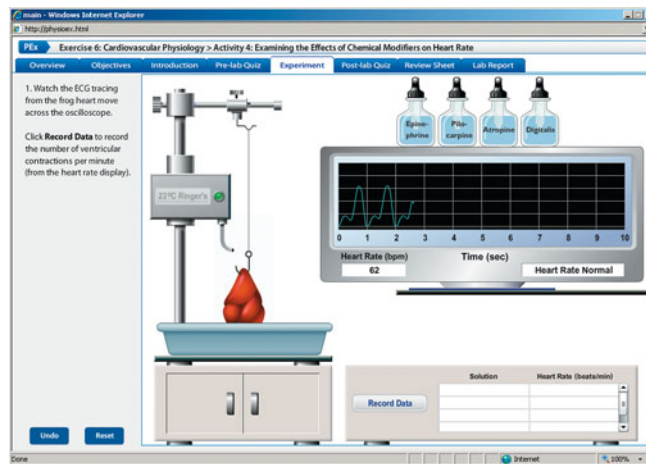 main - Windows Internet Explorer
http://physioex.html
PEx Exercise 6: Cardiovascular Physiology > Activity 4: Examining the Effects of Chemical Modifiers on Heart Rate
Overview Objectives Introduction Pre-lab Quiz Experiment Post-lab Quiz Review Sheet Lab Report
1. Watch the ECG tracing
from the frog heart move
across the oscilloscope.
Click Record Data to record
the number of ventricular
contractions per minute
(from the heart rate display).
23°C Ringer's
Epine-
phrine
Pilo-
carpine
Atropine
Digitalis
0 1 2 3 4 5 6 7 8 9 10
Heart Rate (bpm) Time (sec)
62 Heart Rate Normal
Solution Heart Rate (beats/min)
Record Data
Undo Reset
Done Internet 100%